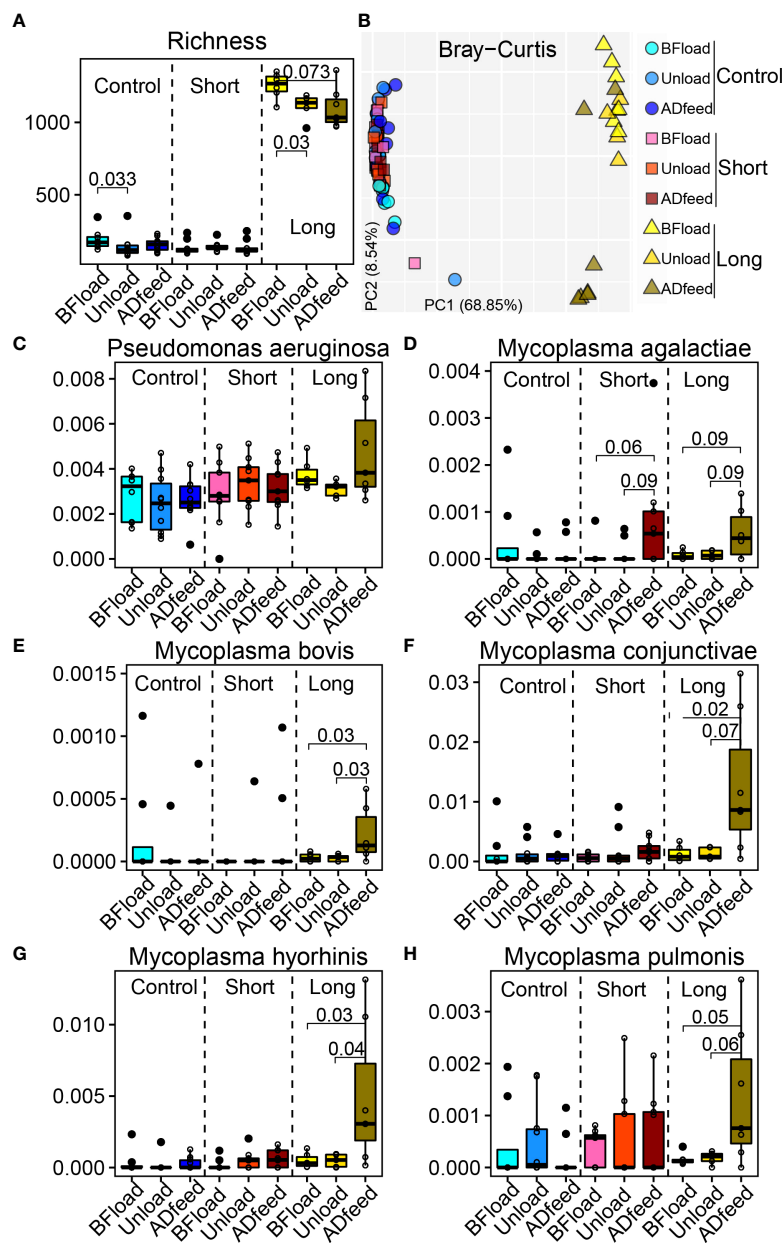 A
Richness
Control
Short
Long
0.033
0.073
0.03
1000
500
BFload
Unload
ADfeed
BFload
Unload
ADfeed
BFload
Unload
ADfeed
B
Bray−Curtis
PC2 (8.54%)
PC1 (68.85%)
BFload
Unload
ADfeed
Control
BFload
Unload
ADfeed
Short
BFload
Unload
ADfeed
Long
C
Pseudomonas aeruginosa
Control
Short
Long
0.008
0.006
0.004
0.002
0.000
BFload
Unload
ADfeed
BFload
Unload
ADfeed
BFload
Unload
ADfeed
D
Mycoplasma agalactiae
Control
Short
Long
0.06
0.09
0.09
0.09
0.004
0.003
0.002
0.001
0.000
BFload
Unload
ADfeed
BFload
Unload
ADfeed
BFload
Unload
ADfeed
E
Mycoplasma bovis
Control
Short
Long
0.03
0.03
0.0015
0.0010
0.0005
0.0000
BFload
Unload
ADfeed
BFload
Unload
ADfeed
BFload
Unload
ADfeed
F
Mycoplasma conjunctivae
Control
Short
Long
0.02
0.07
0.03
0.02
0.01
0.00
BFload
Unload
ADfeed
BFload
Unload
ADfeed
BFload
Unload
ADfeed
G
Mycoplasma hyorhinis
Control
Short
Long
0.03
0.04
0.010
0.005
0.000
BFload
Unload
ADfeed
BFload
Unload
ADfeed
BFload
Unload
ADfeed
H
Mycoplasma pulmonis
Control
Short
Long
0.05
0.06
0.003
0.002
0.001
0.000
BFload
Unload
ADfeed
BFload
Unload
ADfeed
BFload
Unload
ADfeed